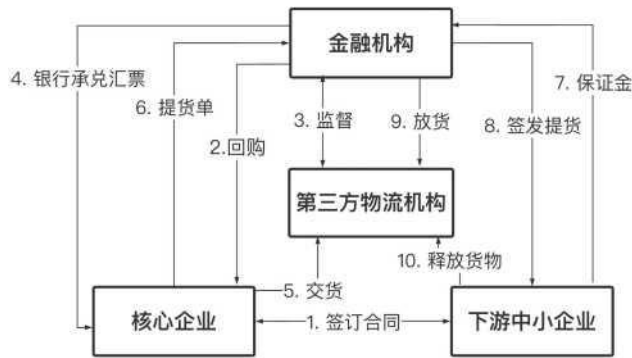 金融机构
4. 银行承兑汇票
7. 保证金
6. 提货单
3. 监督
9. 放货
8. 签发提货
2.回购
第三方物流机构
10. 释放货物
5. 交货
核心企业
1. 签订合同
下游中小企业